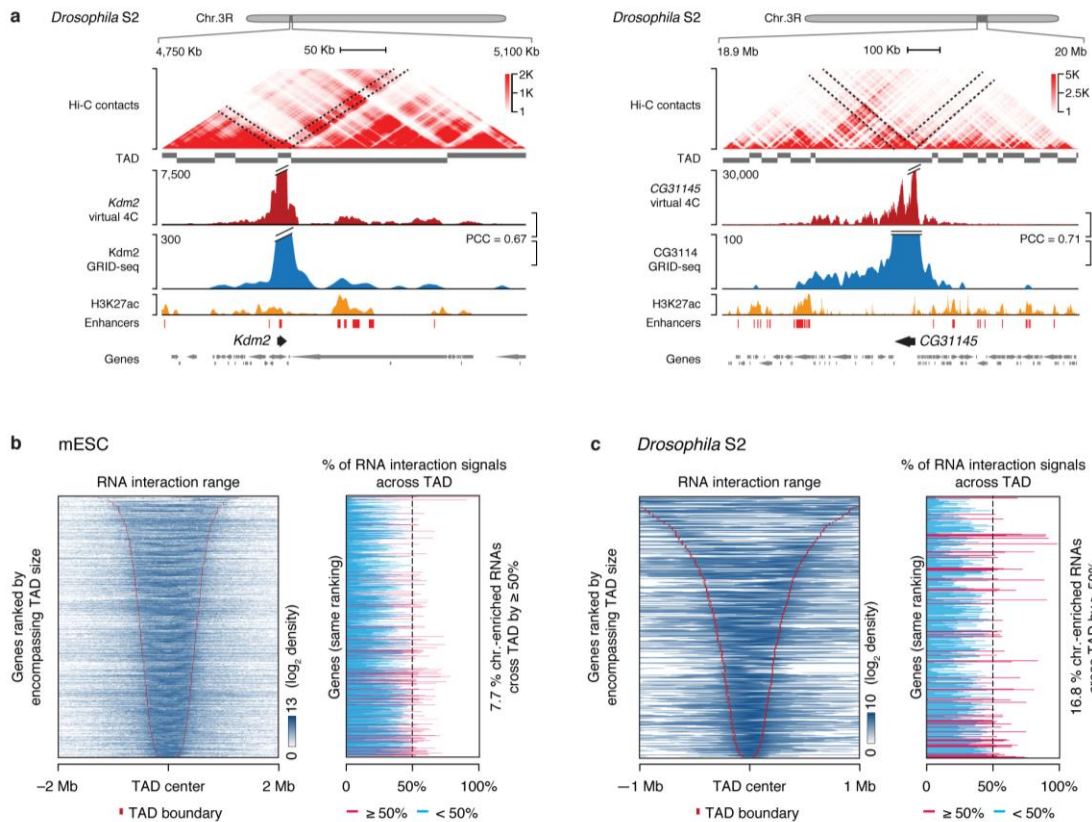 a
Drosophila S2
Chr.3R
4,750 Kb
50 Kb
5,100 Kb
Hi-C contacts
2K
1K
1
TAD
7,500
Kdm2
virtual 4C
300
PCC = 0.67
Kdm2
GRID-seq
H3K27ac
Enhancers
Kdm2
Genes
Drosophila S2
Chr.3R
18.9 Mb
100 Kb
20 Mb
Hi-C contacts
5K
2.5K
1
TAD
30,000
CG31145
virtual 4C
100
PCC = 0.71
CG3114
GRID-seq
H3K27ac
Enhancers
CG31145
Genes
b
mESC
RNA interaction range
Genes ranked by
encompassing TAD size
0 13 (log2 density)
−2 Mb
TAD center
2 Mb
TAD boundary
% of RNA interaction signals
across TAD
Genes (same ranking)
7.7 % chr.-enriched RNAs
cross TAD by ≥ 50%
0
50%
100%
≥ 50%
< 50%
c
Drosophila S2
RNA interaction range
Genes ranked by
encompassing TAD size
0 10 (log2 density)
−1 Mb
TAD center
1 Mb
TAD boundary
% of RNA interaction signals
across TAD
Genes (same ranking)
16.8 % chr.-enriched RNAs
0
50%
100%
≥ 50%
< 50%